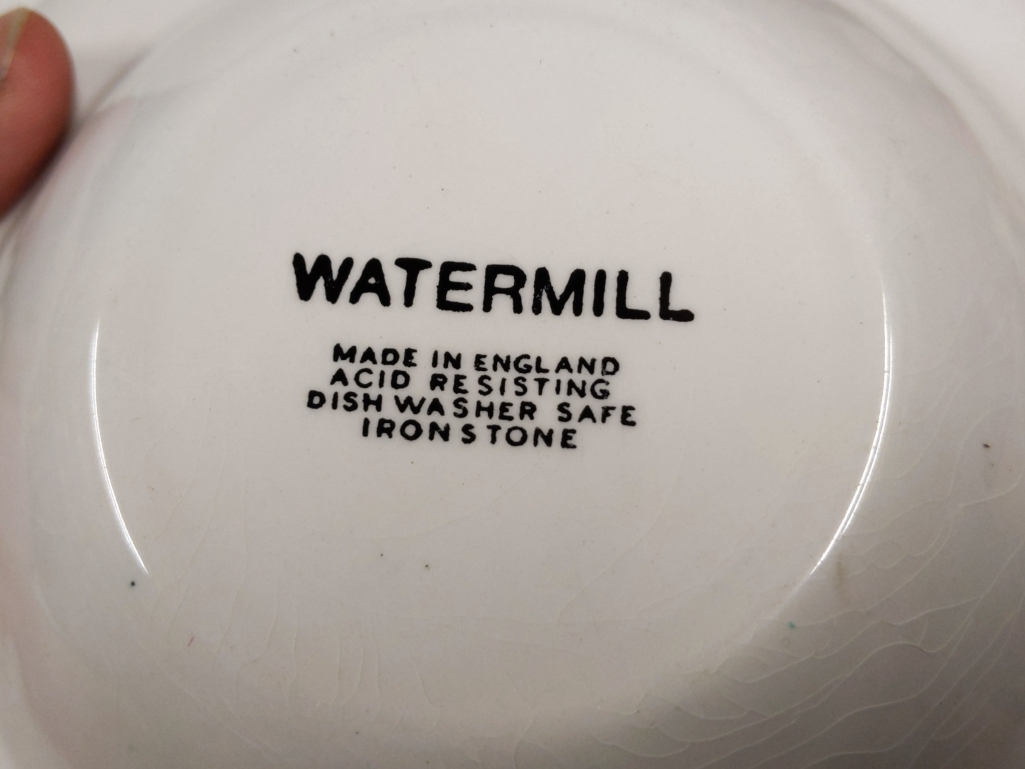 WATERMILL
MADE IN ENGLAND
ACID RESISTING
DISH WASHER SAFE
IRONSTONE